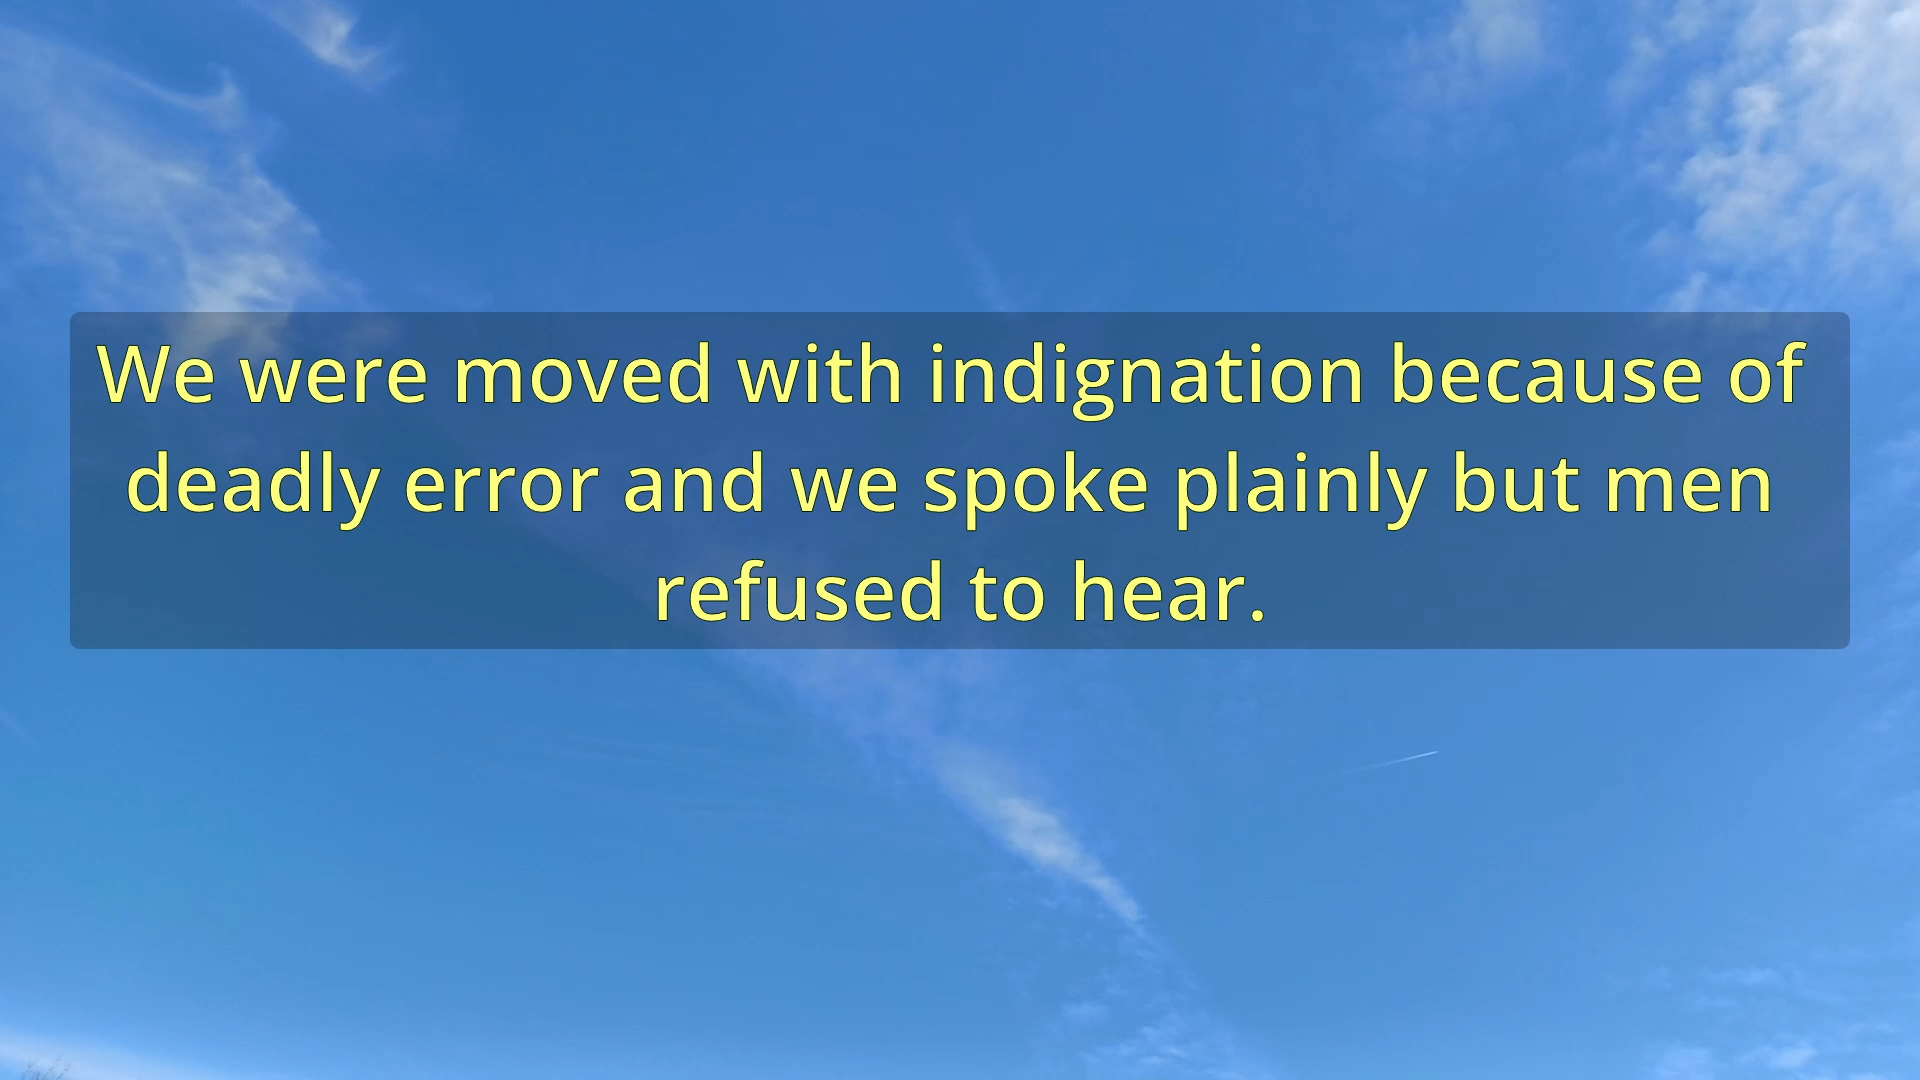 We were moved with indignation because of
deadly error and we spoke plainly but men
refused to hear.